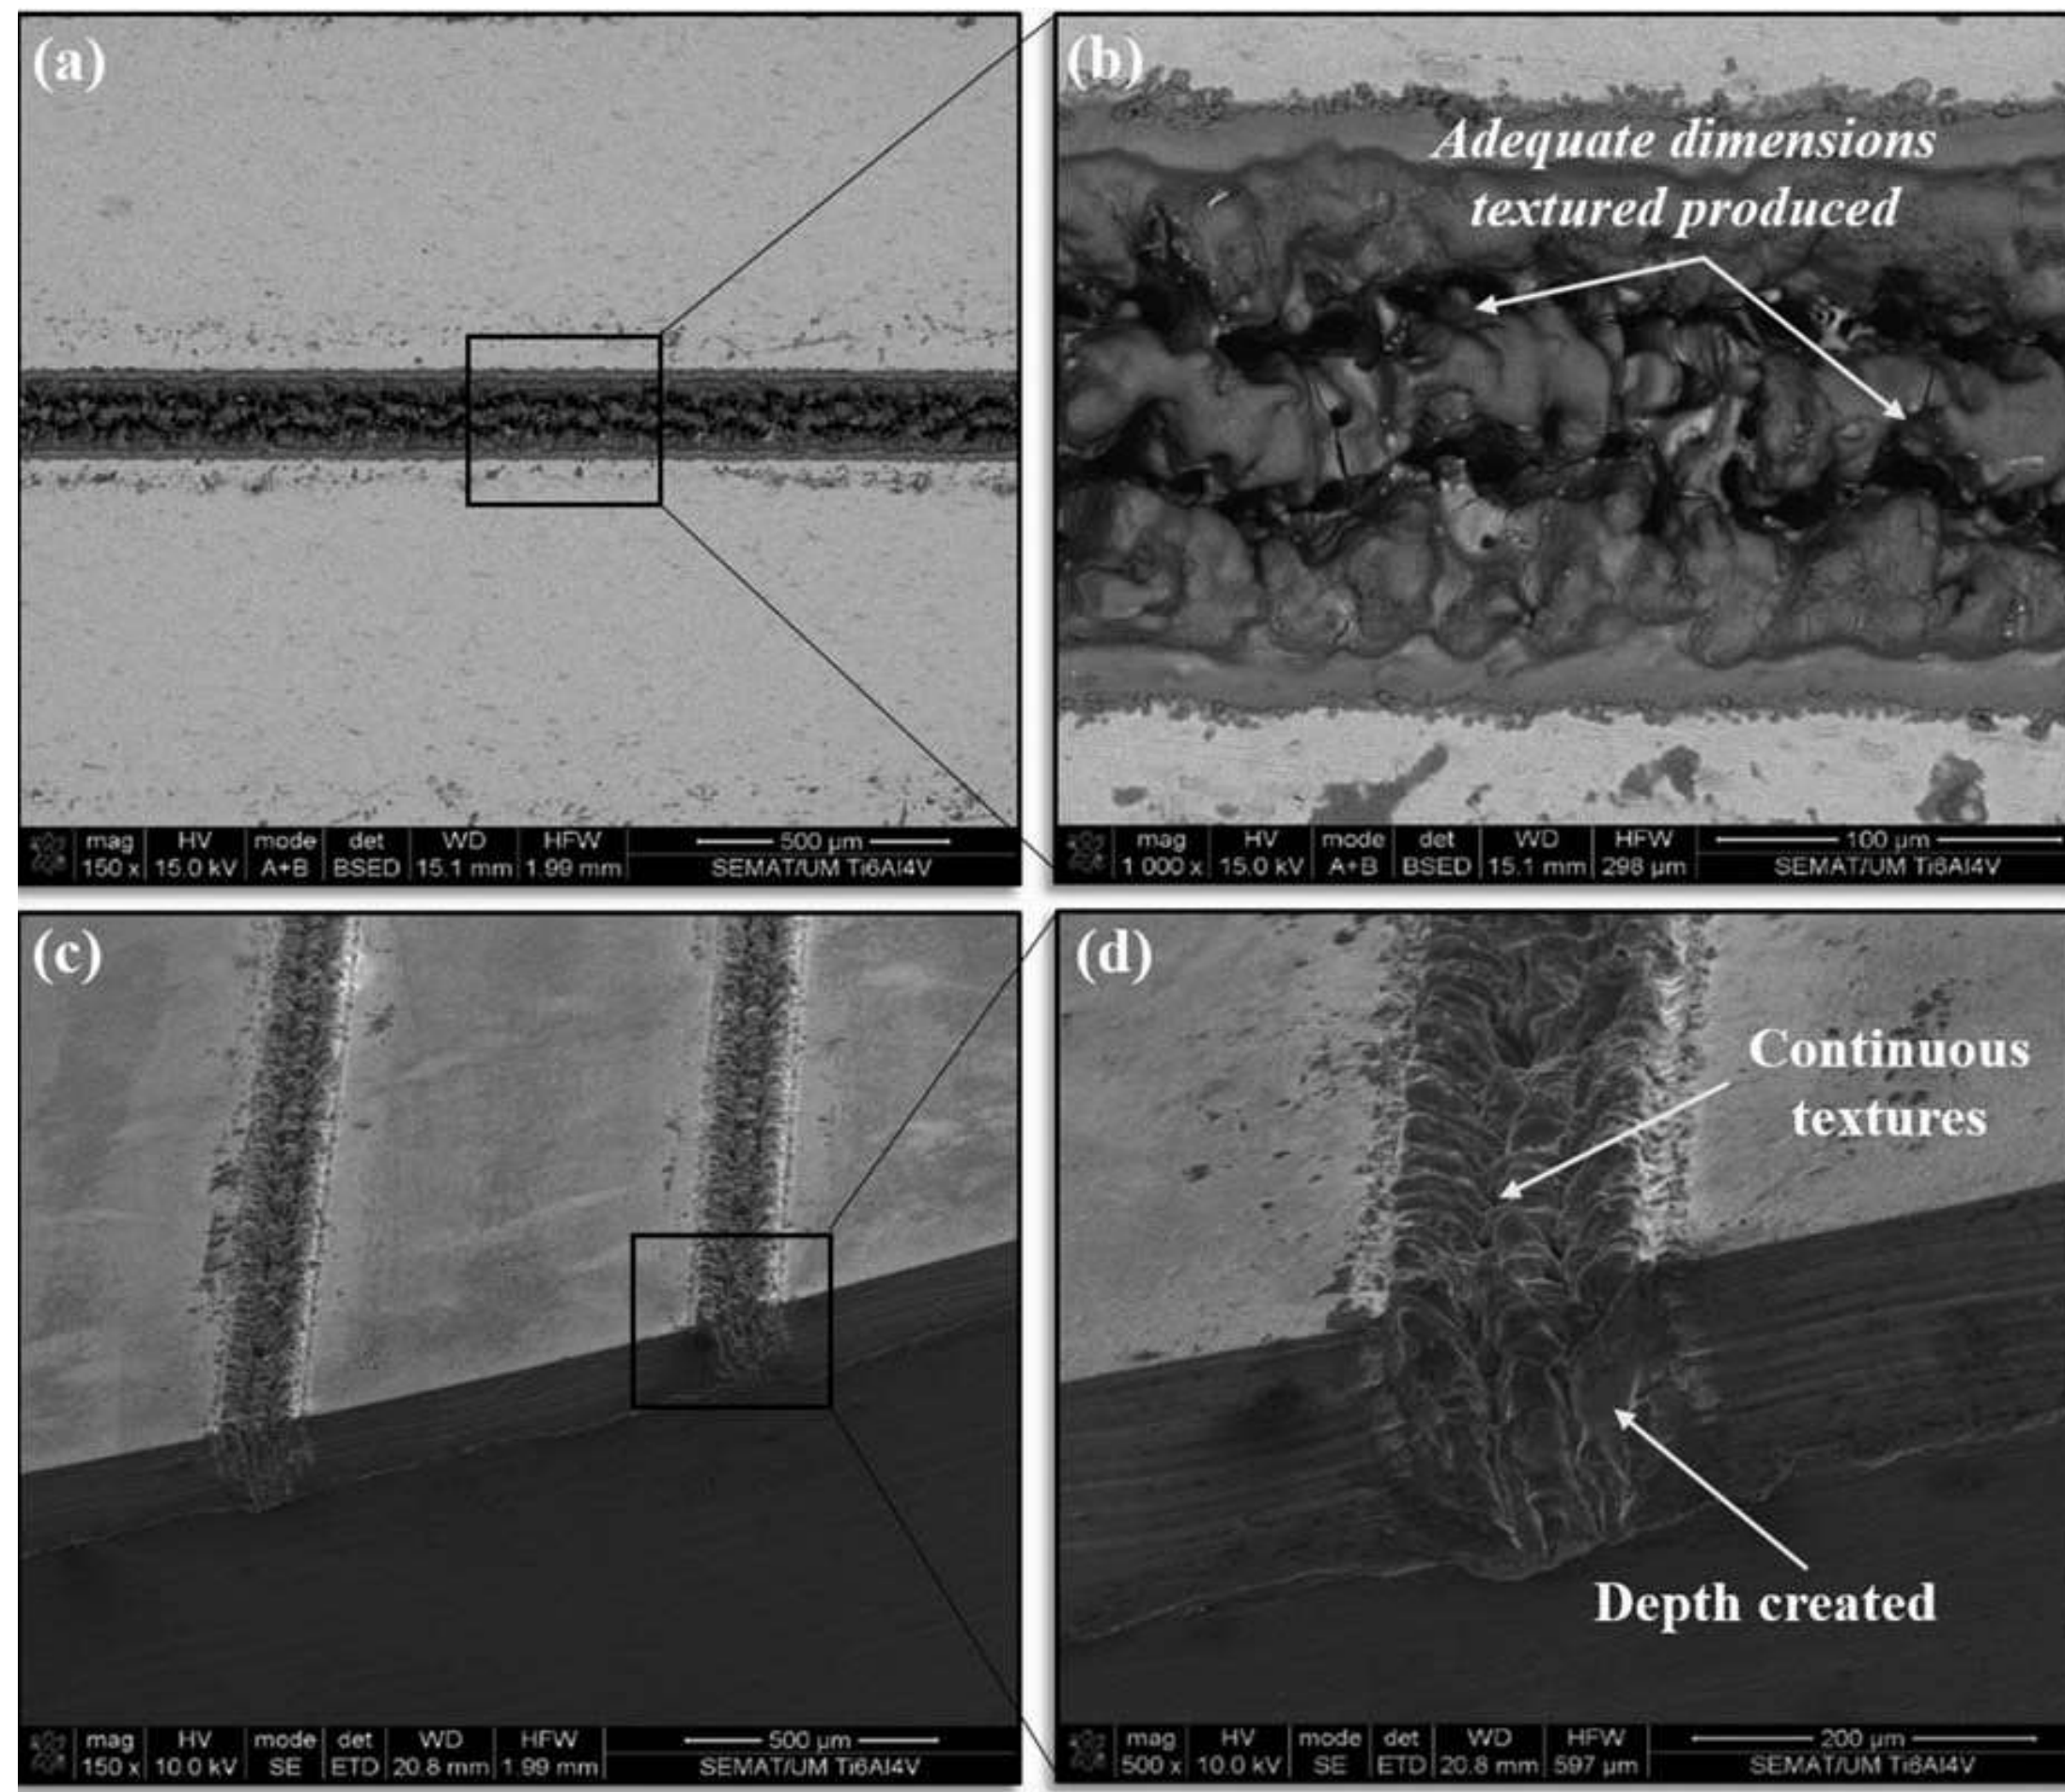 (a)
mag HV mode det WD HFW 500 µm
150 x 15.0 kV A+B BSED 15.1 mm 1.99 mm SEMAT/UM Ti6Al4V
(b)
Adequate dimensions
textured produced
mag HV mode det WD HFW 100 µm
1 000 x 15.0 kV A+B BSED 15.1 mm 298 µm SEMAT/UM Ti6Al4V
(c)
mag HV mode det WD HFW 500 µm
150 x 10.0 kV SE ETD 20.8 mm 1.99 mm SEMAT/UM Ti6Al4V
(d)
Continuous
textures
Depth created
mag HV mode det WD HFW 200 µm
500 x 10.0 kV SE ETD 20.8 mm 597 µm SEMAT/UM Ti6Al4V